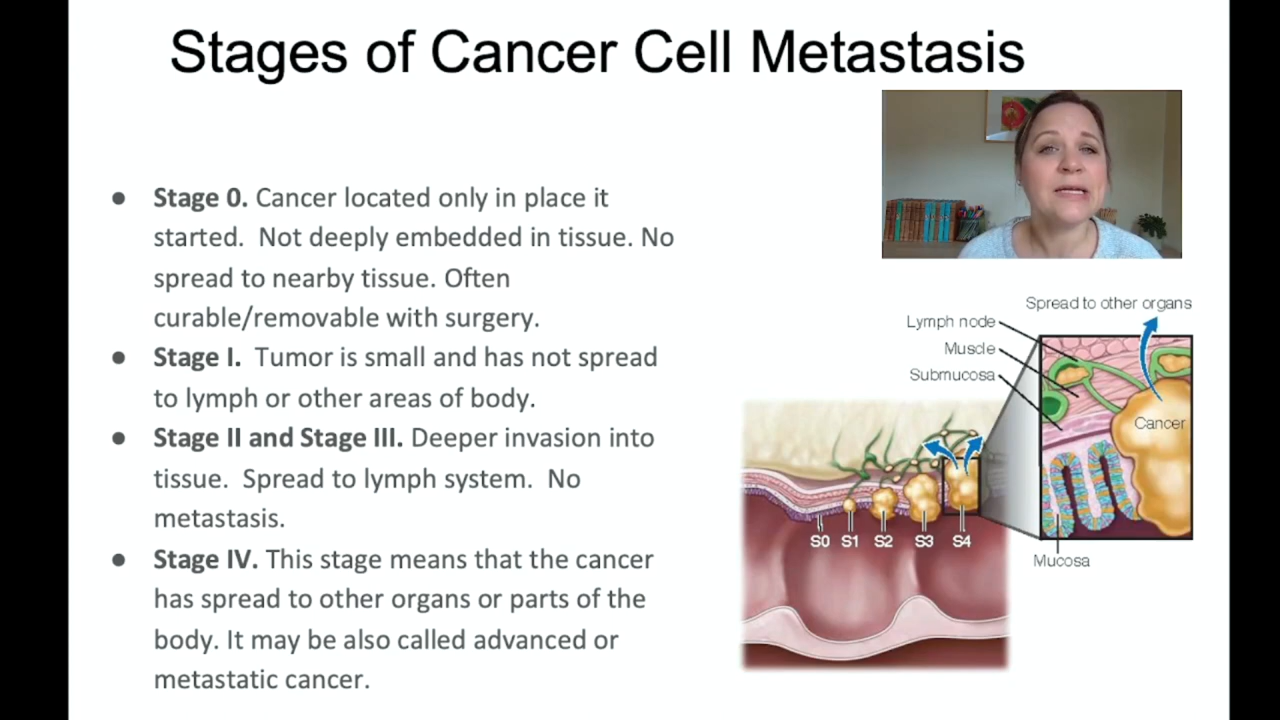 Stages of Cancer Cell Metastasis
● Stage 0. Cancer located only in place it
started.  Not deeply embedded in tissue. No
spread to nearby tissue. Often
curable/removable with surgery.
● Stage I.  Tumor is small and has not spread
to lymph or other areas of body.
● Stage II and Stage III. Deeper invasion into
tissue.  Spread to lymph system.  No
metastasis.
● Stage IV. This stage means that the cancer
has spread to other organs or parts of the
body. It may be also called advanced or
metastatic cancer.
Spread to other organs
Lymph node
Muscle
Submucosa
Cancer
S0 S1 S2 S3 S4
Mucosa